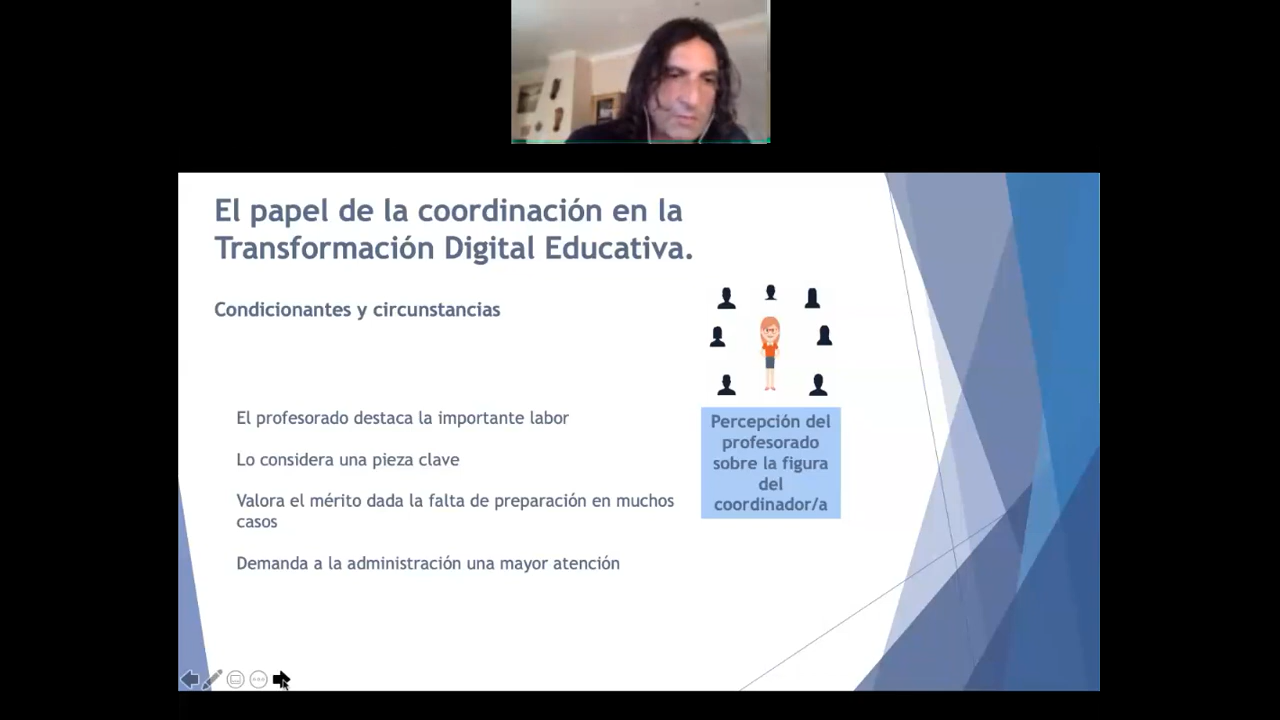 El papel de la coordinación en la
Transformación Digital Educativa.
Condicionantes y circunstancias
El profesorado destaca la importante labor
Lo considera una pieza clave
Valora el mérito dada la falta de preparación en muchos
casos
Demanda a la administración una mayor atención
Percepción del
profesorado
sobre la figura
del
coordinador/a